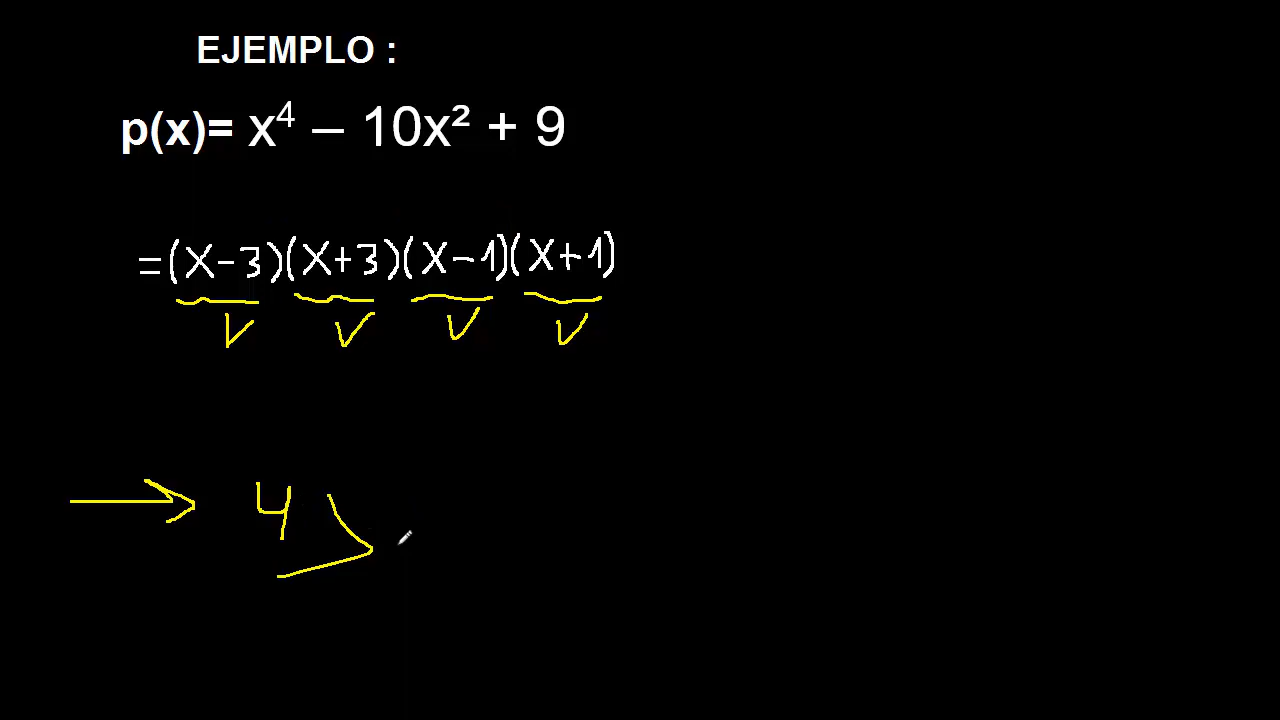 EJEMPLO :
p(x)= x⁴ – 10x² + 9
=(x-3)(x+3)(x-1)(x+1)
V V V V
4